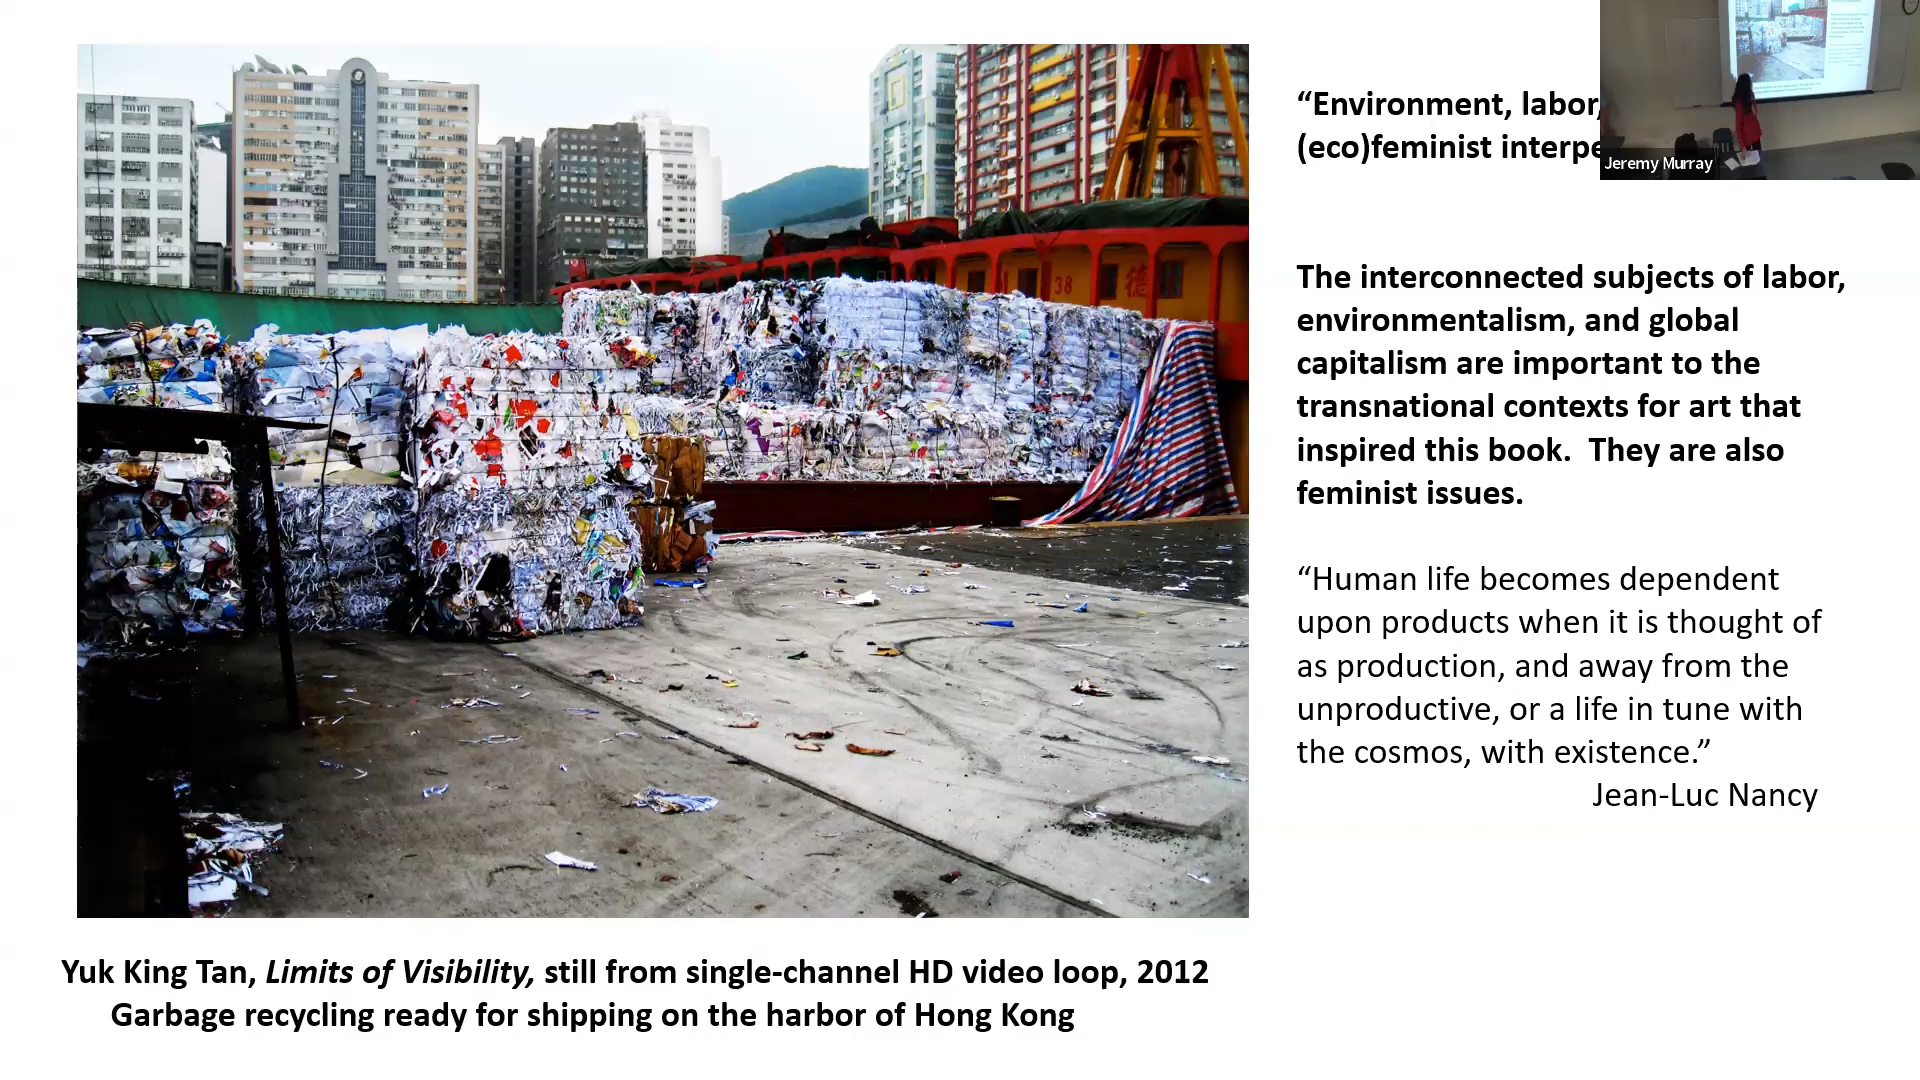 “Environment, labor,
(eco)feminist interpe
Jeremy Murray
The interconnected subjects of labor,
environmentalism, and global
capitalism are important to the
transnational contexts for art that
inspired this book. They are also
feminist issues.
“Human life becomes dependent
upon products when it is thought of
as production, and away from the
unproductive, or a life in tune with
the cosmos, with existence.”
Jean-Luc Nancy
38
德
Yuk King Tan, Limits of Visibility, still from single-channel HD video loop, 2012
Garbage recycling ready for shipping on the harbor of Hong Kong